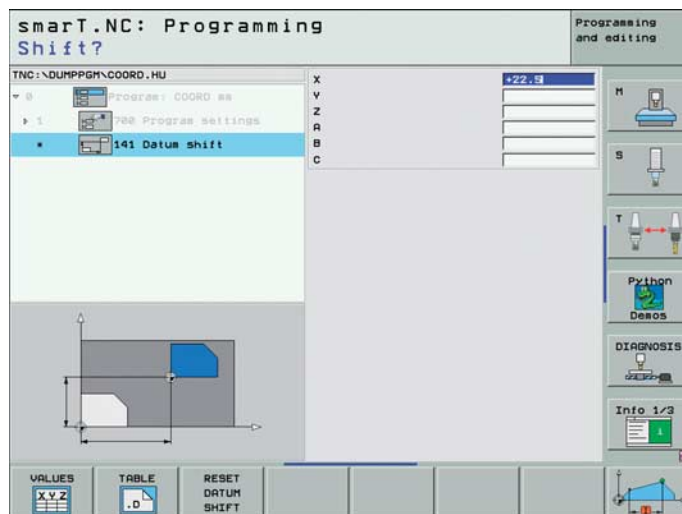 smarT.NC: Programming
Shift?
Programming
and editing
TNC:\DUMPPGM\COORD.HU
0 Program: COORD mm
1 700 Program settings
* 141 Datum shift
X +22.5
Y
Z
A
B
C
M
S
T
Python
Demos
DIAGNOSIS
Info 1/3
i
VALUES
X Y Z
TABLE
.D
RESET
DATUM
SHIFT